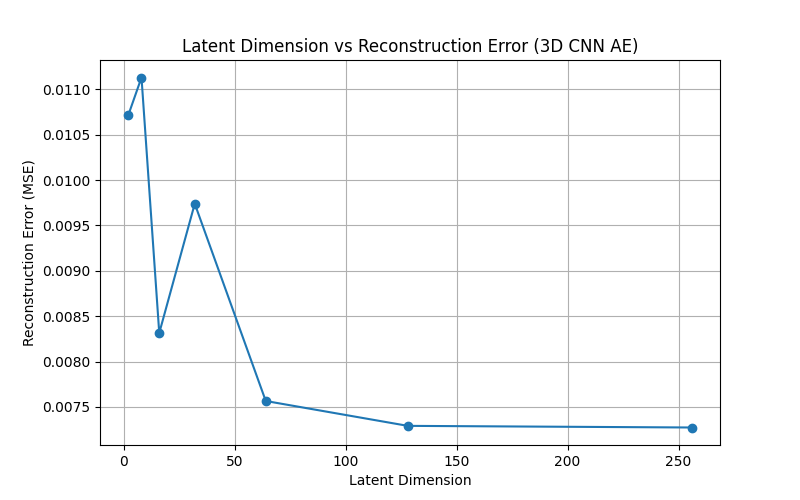 Latent Dimension vs Reconstruction Error (3D CNN AE)
Reconstruction Error (MSE)
0.0110
0.0105
0.0100
0.0095
0.0090
0.0085
0.0080
0.0075
0 50 100 150 200 250
Latent Dimension